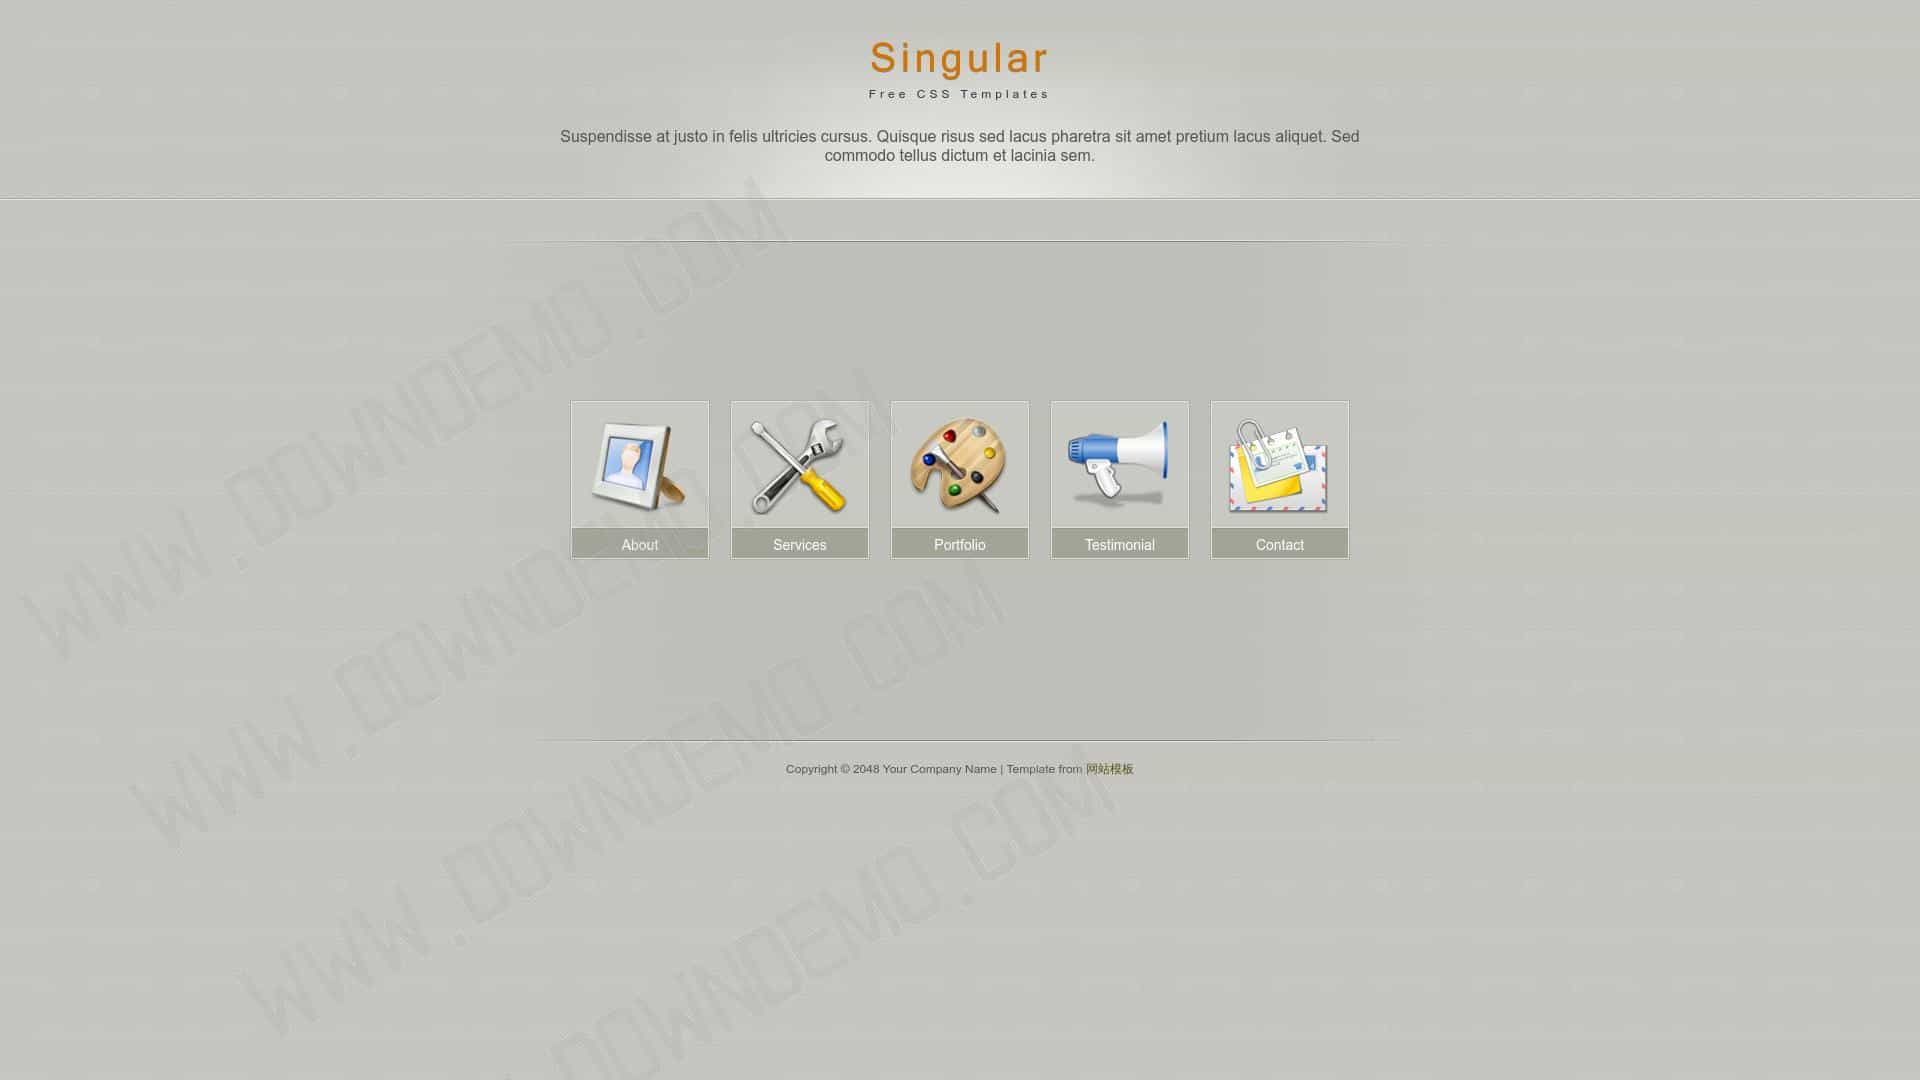 Singular
Free CSS Templates
Suspendisse at justo in felis ultricies cursus. Quisque risus sed lacus pharetra sit amet pretium lacus aliquet. Sed
commodo tellus dictum et lacinia sem.
WWW.DOWNDEMO.COM
WWW.DOWNDEMO.COM
About
Services
Portfolio
Testimonial
Contact
WWW.DOWNDEMO.COM
Copyright © 2048 Your Company Name | Template from 网站模板
DOWNDEMO.COM